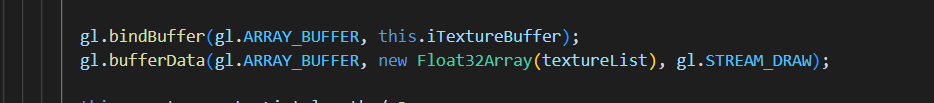 gl.bindBuffer(gl.ARRAY_BUFFER, this.iTextureBuffer);
gl.bufferData(gl.ARRAY_BUFFER, new Float32Array(textureList), gl.STREAM_DRAW);